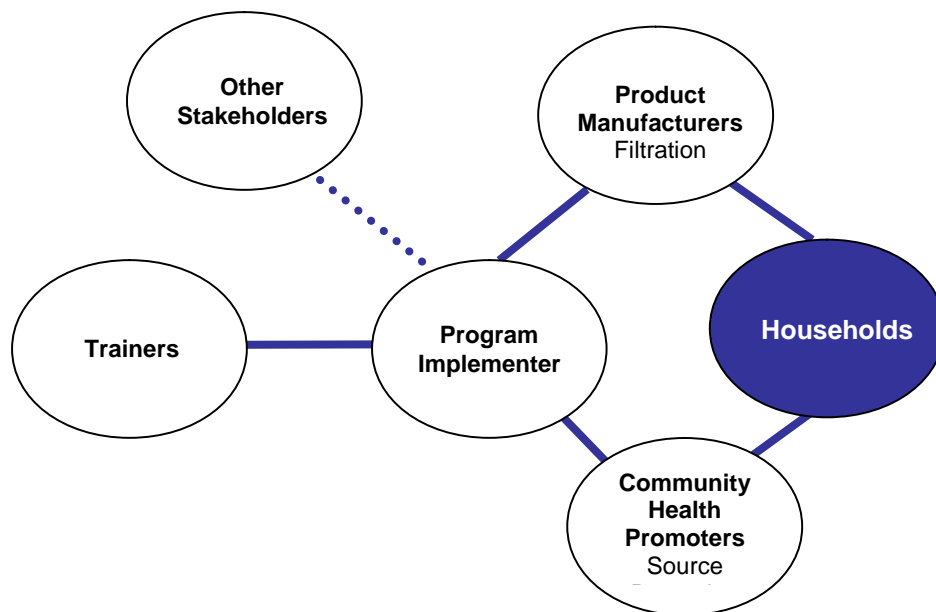 Other
Stakeholders
Product
Manufacturers
Filtration
Households
Trainers
Program
Implementer
Community
Health
Promoters
Source